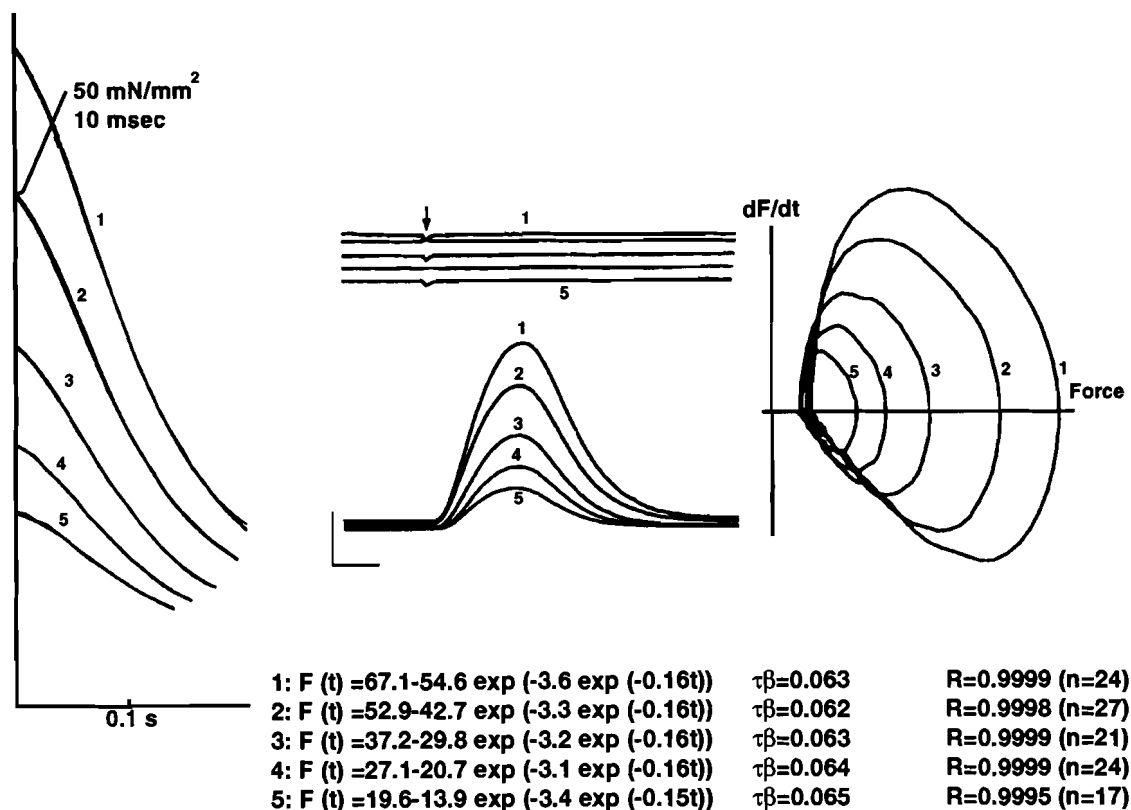 50 mN/mm²
10 msec
1
2
3
4
5
0.1 s
1
5
1
2
3
4
5
dF/dt
5
4
3
2
1
Force
1: F (t) =67.1-54.6 exp (-3.6 exp (-0.16t)) τβ=0.063 R=0.9999 (n=24)
2: F (t) =52.9-42.7 exp (-3.3 exp (-0.16t)) τβ=0.062 R=0.9998 (n=27)
3: F (t) =37.2-29.8 exp (-3.2 exp (-0.16t)) τβ=0.063 R=0.9999 (n=21)
4: F (t) =27.1-20.7 exp (-3.1 exp (-0.16t)) τβ=0.064 R=0.9999 (n=24)
5: F (t) =19.6-13.9 exp (-3.4 exp (-0.15t)) τβ=0.065 R=0.9995 (n=17)